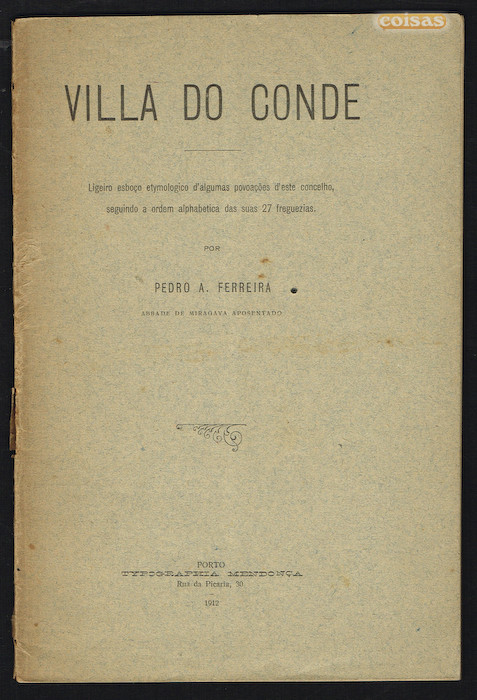 coisas
VILLA DO CONDE
Ligeiro esboço etymologico d'algumas povoações d'este concelho,
seguindo a ordem alphabetica das suas 27 freguezias.
POR
PEDRO A. FERREIRA
ABBADE DE MIRAGAYA APOSENTADO
PORTO
TYPOGRAPHIA MENDONÇA
Rua da Picaria, 30
1912